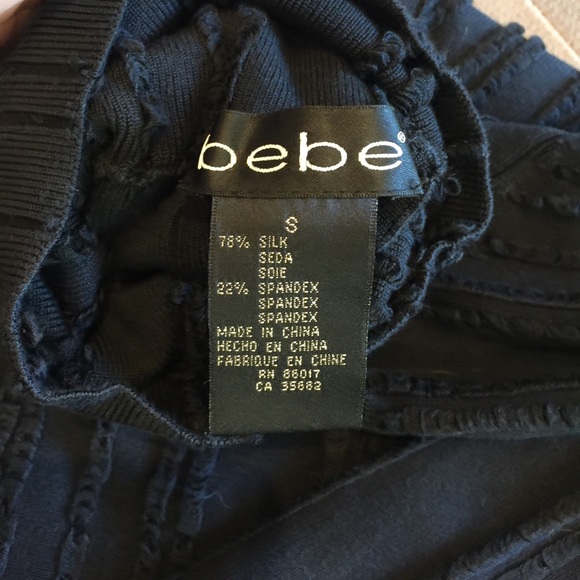 bebe®
S
78% SILK
SEDA
SOIE
22% SPANDEX
SPANDEX
SPANDEX
MADE IN CHINA
HECHO EN CHINA
FABRIQUE EN CHINE
RN 86017
CA 35682